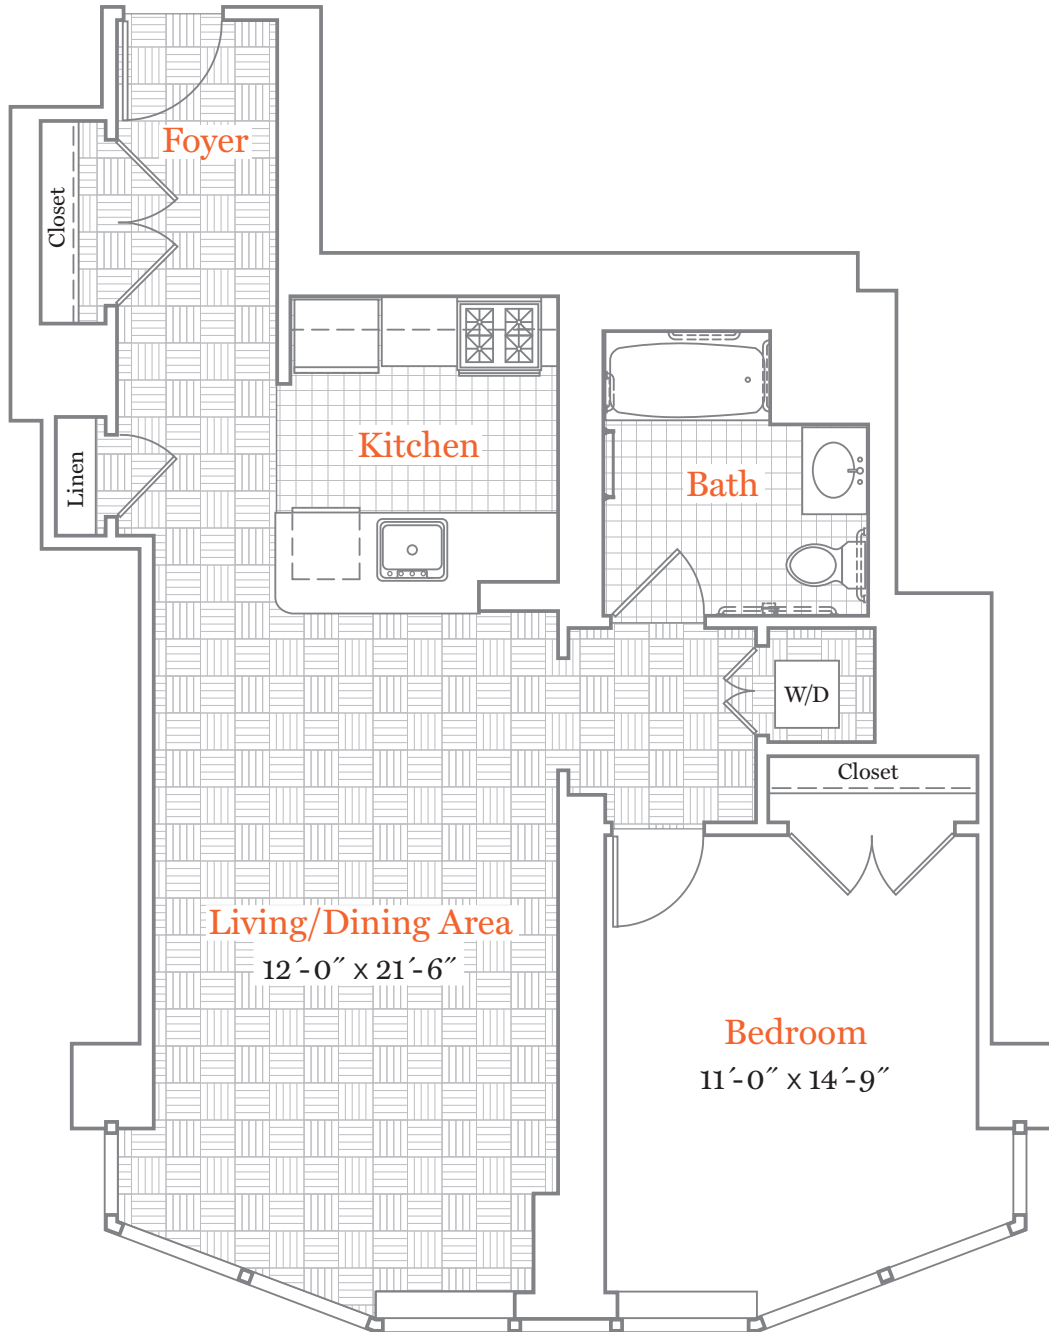 Foyer
Closet
Kitchen
Linen
Bath
W/D
Closet
Living/Dining Area
12′-0″ x 21′-6″
Bedroom
11′-0″ x 14′-9″